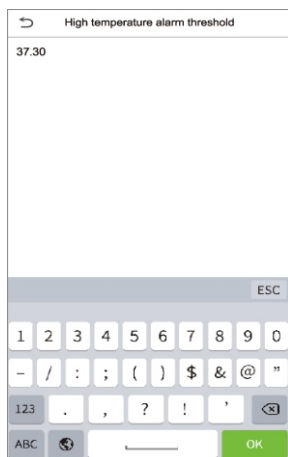 High temperature alarm threshold
37.30
ESC
1 2 3 4 5 6 7 8 9 0
- / : ; ( ) $ & @ "
123 . , ? ! '
ABC OK